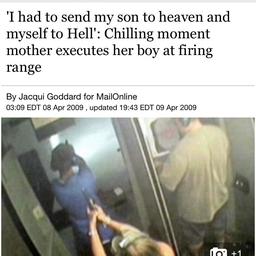 'I had to send my son to heaven and
myself to Hell': Chilling moment
mother executes her boy at firing
range
By Jacqui Goddard for MailOnline
03:09 EDT 08 Apr 2009 , updated 19:43 EDT 09 Apr 2009
+1